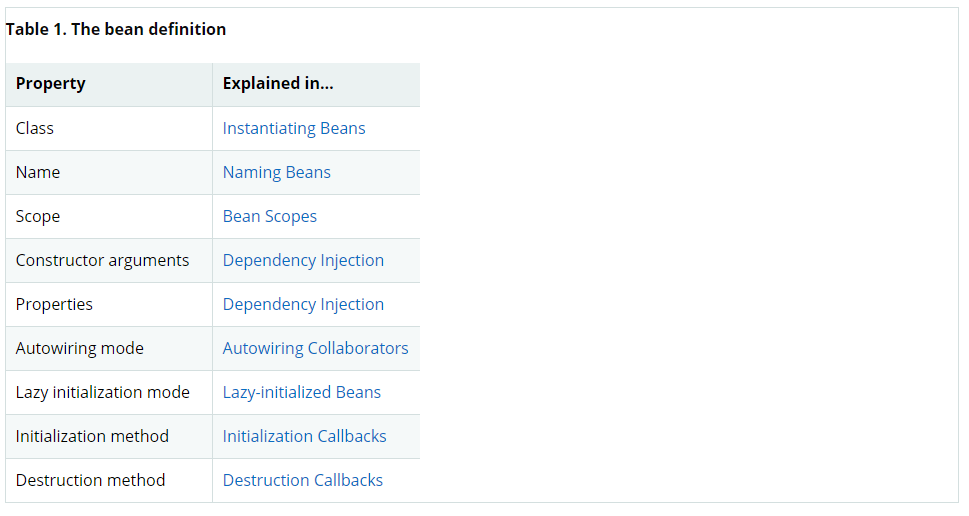 Table 1. The bean definition
Property Explained in...
Class Instantiating Beans
Name Naming Beans
Scope Bean Scopes
Constructor arguments Dependency Injection
Properties Dependency Injection
Autowiring mode Autowiring Collaborators
Lazy initialization mode Lazy-initialized Beans
Initialization method Initialization Callbacks
Destruction method Destruction Callbacks